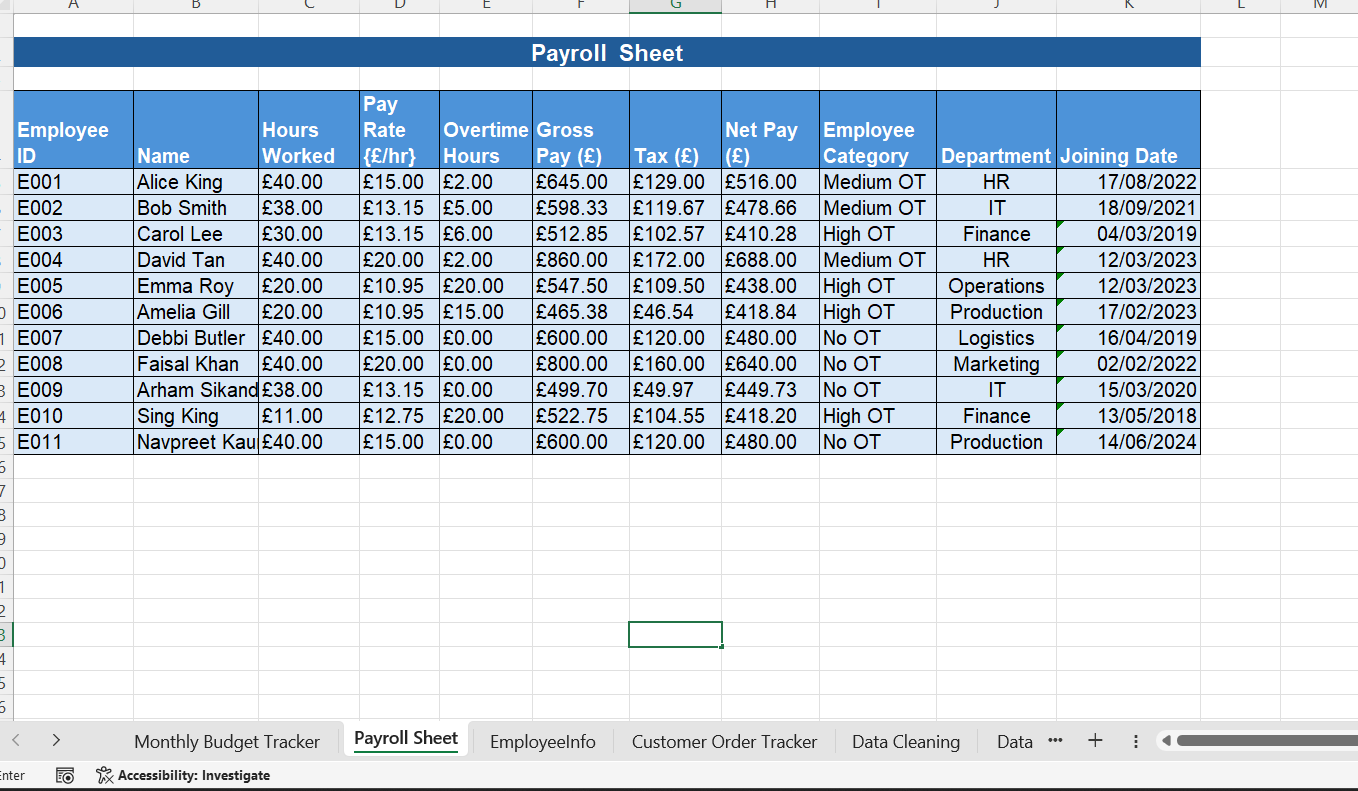 A B C D E F G H I J K L M
Payroll Sheet
Employee ID Name Hours Worked Pay Rate {£/hr} Overtime Hours Gross Pay (£) Tax (£) Net Pay (£) Employee Category Department Joining Date
E001 Alice King £40.00 £15.00 £2.00 £645.00 £129.00 £516.00 Medium OT HR 17/08/2022
E002 Bob Smith £38.00 £13.15 £5.00 £598.33 £119.67 £478.66 Medium OT IT 18/09/2021
E003 Carol Lee £30.00 £13.15 £6.00 £512.85 £102.57 £410.28 High OT Finance 04/03/2019
E004 David Tan £40.00 £20.00 £2.00 £860.00 £172.00 £688.00 Medium OT HR 12/03/2023
E005 Emma Roy £20.00 £10.95 £20.00 £547.50 £109.50 £438.00 High OT Operations 12/03/2023
E006 Amelia Gill £20.00 £10.95 £15.00 £465.38 £46.54 £418.84 High OT Production 17/02/2023
E007 Debbi Butler £40.00 £15.00 £0.00 £600.00 £120.00 £480.00 No OT Logistics 16/04/2019
E008 Faisal Khan £40.00 £20.00 £0.00 £800.00 £160.00 £640.00 No OT Marketing 02/02/2022
E009 Arham Sikand £38.00 £13.15 £0.00 £499.70 £49.97 £449.73 No OT IT 15/03/2020
E010 Sing King £11.00 £12.75 £20.00 £522.75 £104.55 £418.20 High OT Finance 13/05/2018
E011 Navpreet Kau £40.00 £15.00 £0.00 £600.00 £120.00 £480.00 No OT Production 14/06/2024
Monthly Budget Tracker Payroll Sheet EmployeeInfo Customer Order Tracker Data Cleaning Data
Accessibility: Investigate